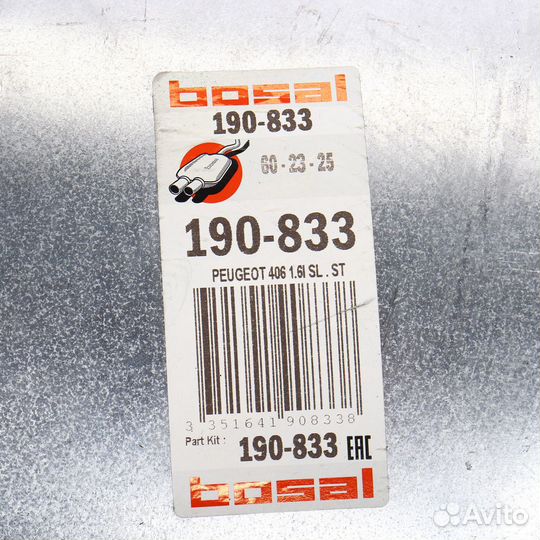 bosal
190-833
60-23-25
190-833
PEUGEOT 406 1.6I SL . ST
3 351641 908338
Part Kit : 190-833 EAC
bosal
Avito